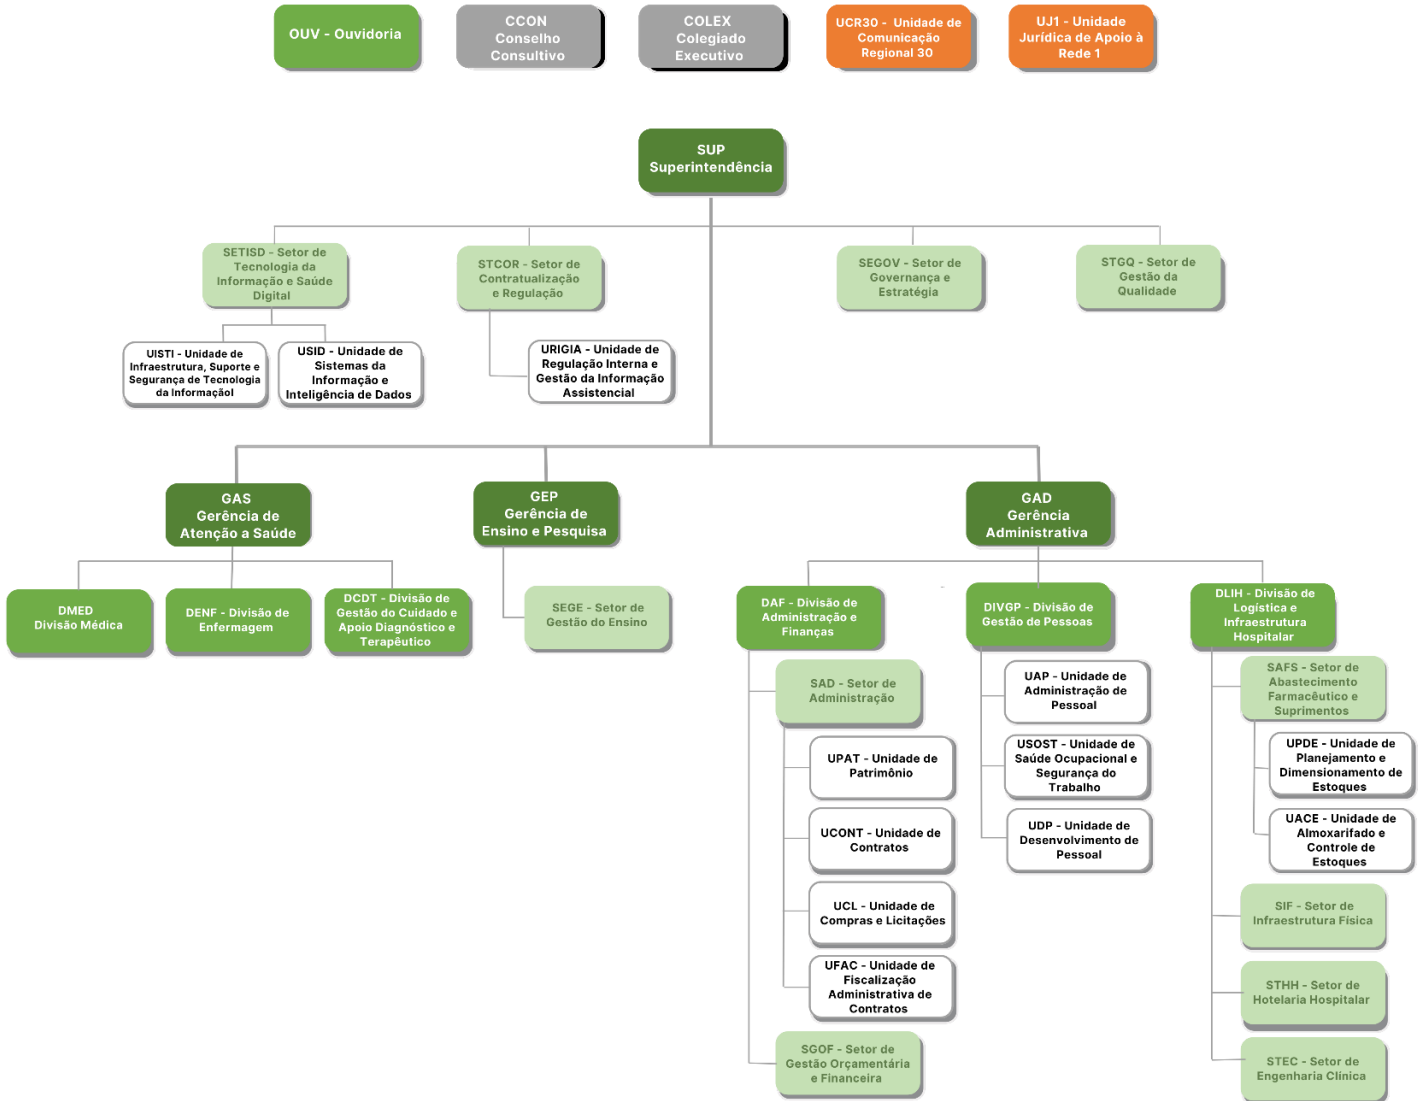 OUV - Ouvidoria
CCON
Conselho
Consultivo
COLEX
Colegiado
Executivo
UCR30 - Unidade de
Comunicação
Regional 30
UJ1 - Unidade
Jurídica de Apoio à
Rede 1
SUP
Superintendência
SETISD - Setor de
Tecnologia da
Informação e Saúde
Digital
STCOR - Setor de
Contratualização
e Regulação
SEGOV - Setor de
Governança e
Estratégia
STGQ - Setor de
Gestão da
Qualidade
UISTI - Unidade de
Infraestrutura, Suporte e
Segurança de Tecnologia
da Informaçãol
USID - Unidade de
Sistemas da
Informação e
Inteligência de Dados
URIGIA - Unidade de
Regulação Interna e
Gestão da Informação
Assistencial
GAS
Gerência de
Atenção a Saúde
GEP
Gerência de
Ensino e Pesquisa
GAD
Gerência
Administrativa
DMED
Divisão Médica
DENF - Divisão de
Enfermagem
DCDT - Divisão de
Gestão do Cuidado e
Apoio Diagnóstico e
Terapêutico
SEGE - Setor de
Gestão do Ensino
DAF - Divisão de
Administração e
Finanças
SAD - Setor de
Administração
UPAT - Unidade de
Patrimônio
UCONT - Unidade de
Contratos
UCL - Unidade de
Compras e Licitações
UFAC - Unidade de
Fiscalização
Administrativa de
Contratos
SGOF - Setor de
Gestão Orçamentária
e Financeira
DIVGP - Divisão de
Gestão de Pessoas
UAP - Unidade de
Administração de
Pessoal
USOST - Unidade de
Saúde Ocupacional e
Segurança do
Trabalho
UDP - Unidade de
Desenvolvimento de
Pessoal
DLIH - Divisão de
Logística e
Infraestrutura
Hospitalar
SAFS - Setor de
Abastecimento
Farmacêutico e
Suprimentos
UPDE - Unidade de
Planejamento e
Dimensionamento de
Estoques
UACE - Unidade de
Almoxarifado e
Controle de
Estoques
SIF - Setor de
Infraestrutura Física
STHH - Setor de
Hotelaria Hospitalar
STEC - Setor de
Engenharia Clínica